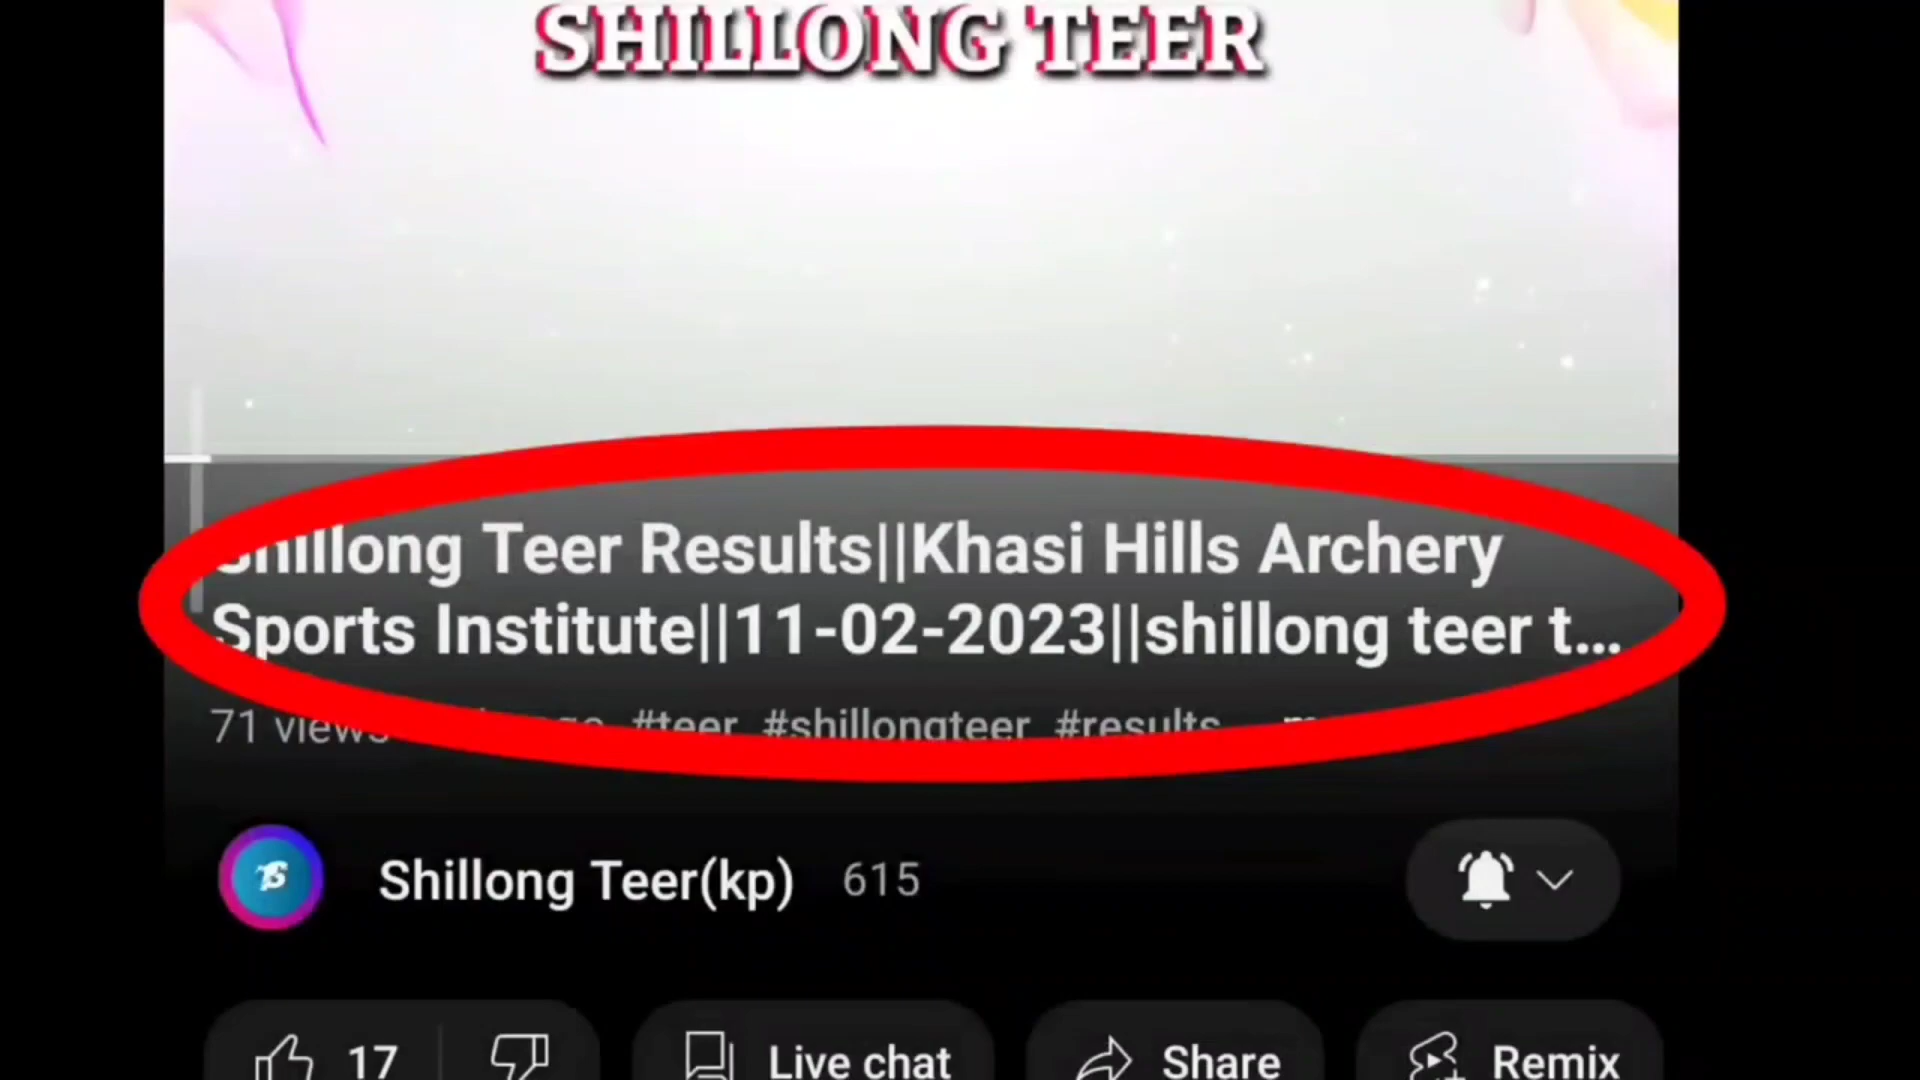 SHILLONG TEER
Shillong Teer Results||Khasi Hills Archery
Sports Institute||11-02-2023||shillong teer t...
71 views #teer #shillongteer #results
Shillong Teer(kp) 615
17 Live chat Share Remix